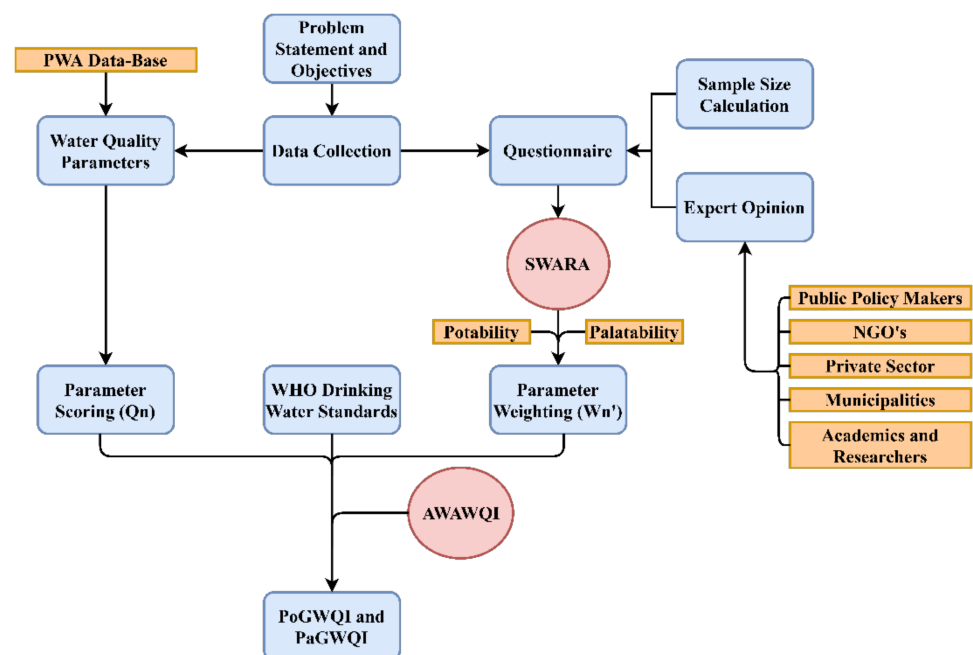 Problem
Statement and
Objectives
PWA Data-Base
Sample Size
Calculation
Water Quality
Parameters
Data Collection
Questionnaire
Expert Opinion
SWARA
Public Policy Makers
NGO's
Private Sector
Municipalities
Academics and
Researchers
Potability
Palatability
Parameter
Scoring (Qn)
WHO Drinking
Water Standards
Parameter
Weighting (Wn')
AWAWQI
PoGWQI and
PaGWQI